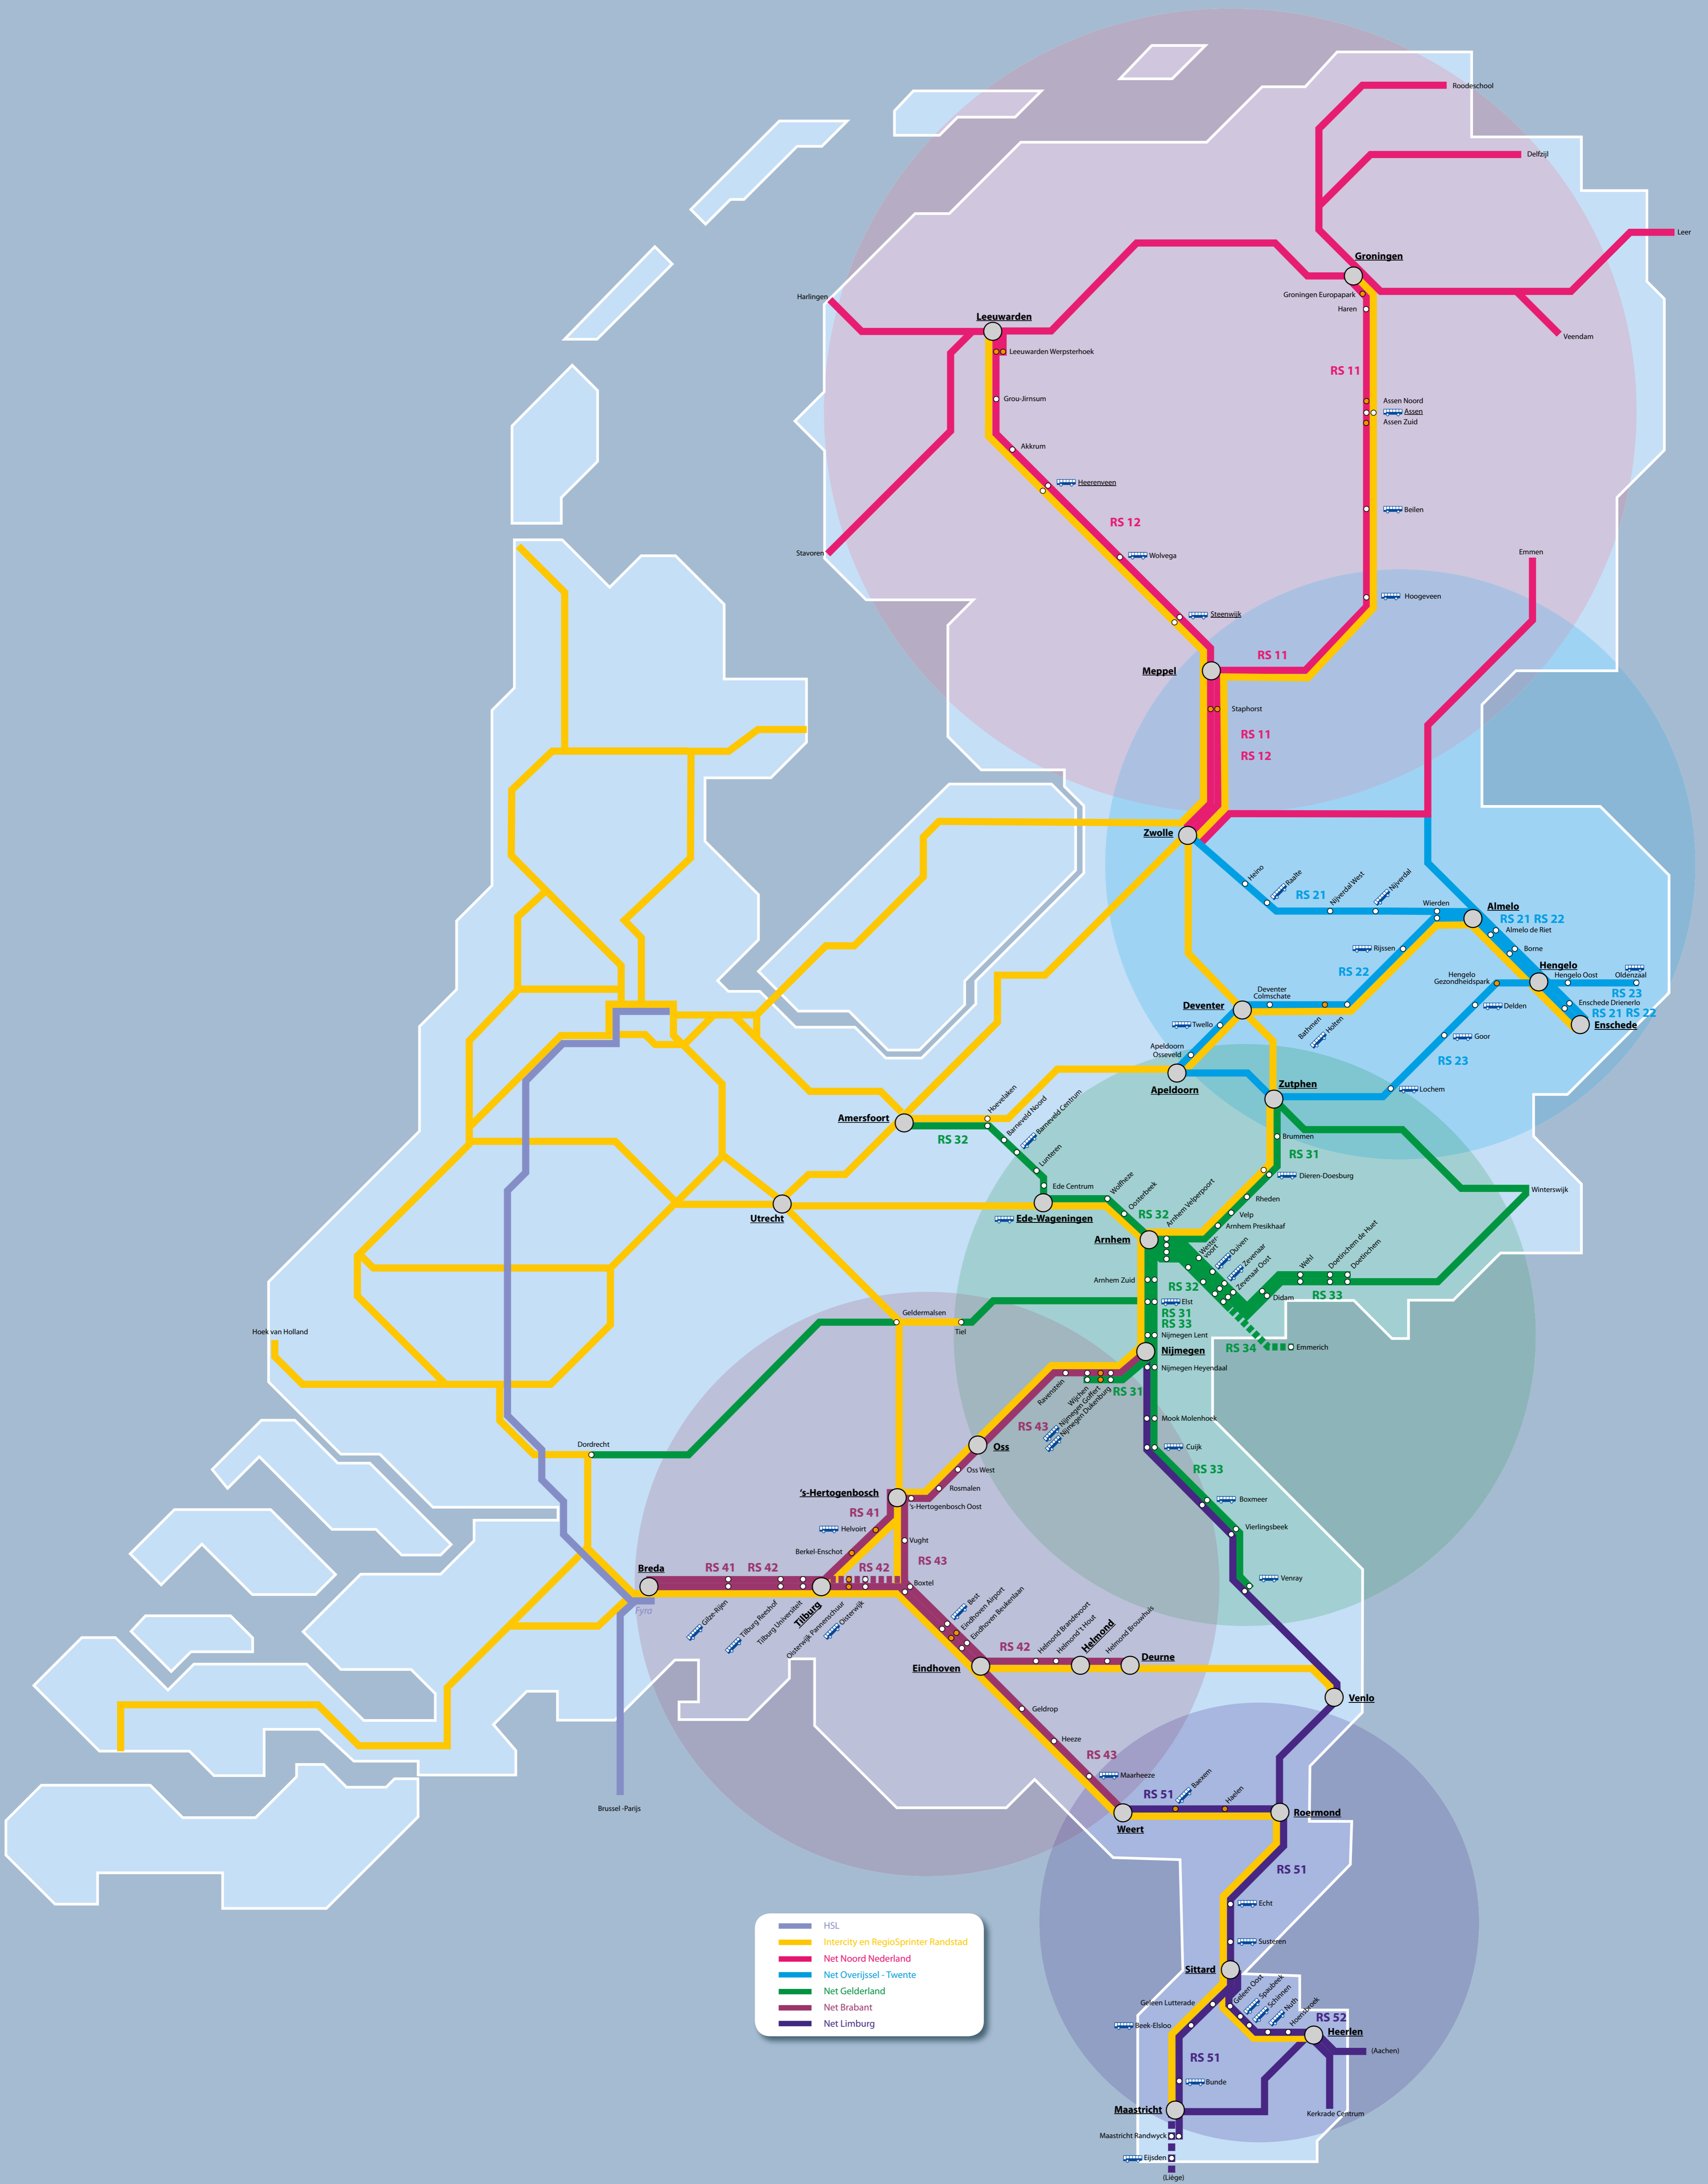 Roodeschool
Delfzijl
Leer
Groningen
Groningen Europapark
Haren
Veendam
Harlingen
Leeuwarden
Leeuwarden Werpsterhoek
RS 11
Grou-Jirnsum
Assen Noord
Assen
Assen Zuid
Akkrum
Heerenveen
Beilen
RS 12
Stavoren
Wolvega
Emmen
Hoogeveen
Steenwijk
RS 11
Meppel
Staphorst
RS 11
RS 12
Zwolle
Heino
Raalte
RS 21
Nijverdal West
Nijverdal
Wierden
Almelo
RS 21 RS 22
Almelo de Riet
Borne
Rijssen
RS 22
Hengelo
Hengelo
Gezondheidspark
Hengelo Oost
Oldenzaal
RS 23
Delden
Enschede Drienerlo
RS 21 RS 22
Enschede
Deventer
Deventer
Colmschate
Bathmen
Holten
Twello
Goor
Apeldoorn
Osseveld
RS 23
Apeldoorn
Zutphen
Lochem
Amersfoort
Hoevelaken
Barneveld Noord
Barneveld Centrum
RS 32
Lunteren
Brummen
RS 31
Dieren-Doesburg
Ede Centrum
Wolfheze
Oosterbeek
Arnhem Velperpoort
Winterswijk
Rheden
Utrecht
Ede-Wageningen
RS 32
Velp
Arnhem Presikhaaf
Arnhem
Wester-
voort
Duiven
Zevenaar
Zevenaar Oost
Wehl
Doetinchem de Huet
Doetinchem
Arnhem Zuid
RS 32
Didam
RS 33
Elst
RS 31
RS 33
Geldermalsen
Tiel
Hoek van Holland
Nijmegen Lent
RS 34
Emmerich
Nijmegen
Nijmegen Heyendaal
Ravenstein
Wijchen
Nijmegen Goffert
Nijmegen Dukenburg
RS 31
RS 43
Mook Molenhoek
Dordrecht
Oss
Cuijk
Oss West
RS 33
Rosmalen
's-Hertogenbosch
's-Hertogenbosch Oost
Boxmeer
RS 41
Helvoirt
Vierlingsbeek
Vught
Berkel-Enschot
RS 43
Breda
RS 41
RS 42
RS 42
Venray
Boxtel
Fyra
Gilze-Rijen
Tilburg Reeshof
Tilburg Universiteit
Tilburg
Oisterwijk Pannenschuur
Oisterwijk
Best
Eindhoven Airport
Eindhoven Beukenlaan
RS 42
Helmond Brandevoort
Helmond 't Hout
Helmond
Helmond Brouwhuis
Deurne
Eindhoven
Venlo
Geldrop
Heeze
RS 43
Maarheeze
RS 51
Baexem
Haelen
Brussel -Parijs
Weert
Roermond
RS 51
Echt
Susteren
Sittard
Geleen Lutterade
Geleen Oost
Spaubeek
Schinnen
Nuth
Hoensbroek
RS 52
Beek-Elsloo
Heerlen
(Aachen)
RS 51
Bunde
Maastricht
Kerkrade Centrum
Maastricht Randwyck
Eijsden
(Liège)
HSL
Intercity en RegioSprinter Randstad
Net Noord Nederland
Net Overijssel - Twente
Net Gelderland
Net Brabant
Net Limburg